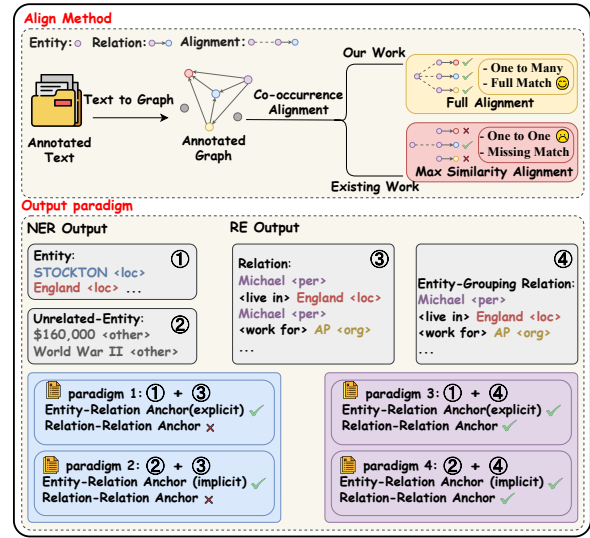 Align Method
Entity: Relation: Alignment:
Text to Graph
Annotated
Text
Annotated
Graph
Co-occurrence
Alignment
Our Work
- One to Many
- Full Match
Full Alignment
- One to One
- Missing Match
Max Similarity Alignment
Existing Work
Output paradigm
NER Output
RE Output
Entity:
①
STOCKTON <loc>
England <loc> ...
Unrelated-Entity:
②
$160,000 <other>
World War II <other>
③
Relation:
Michael <per>
<live in> England <loc>
Michael <per>
<work for> AP <org>
...
④
Entity-Grouping Relation:
Michael <per>
<live in> England <loc>
<work for> AP <org>
...
paradigm 1: ① + ③
Entity-Relation Anchor(explicit)
Relation-Relation Anchor
paradigm 2: ② + ③
Entity-Relation Anchor (implicit)
Relation-Relation Anchor
paradigm 3: ① + ④
Entity-Relation Anchor(explicit)
Relation-Relation Anchor
paradigm 4: ② + ④
Entity-Relation Anchor (implicit)
Relation-Relation Anchor